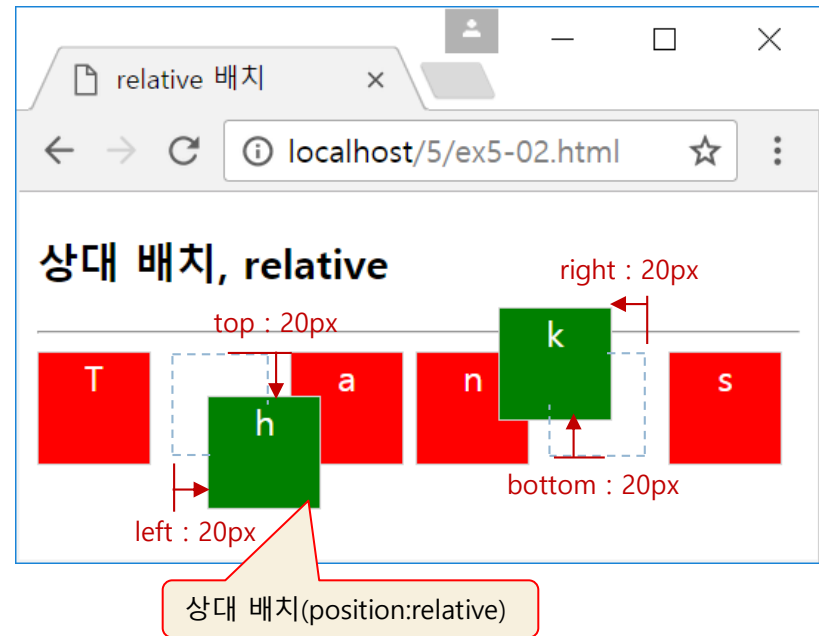 relative 배치
localhost/5/ex5-02.html
상대 배치, relative
right : 20px
top : 20px
T
h
a
n
k
s
bottom : 20px
left : 20px
상대 배치(position:relative)